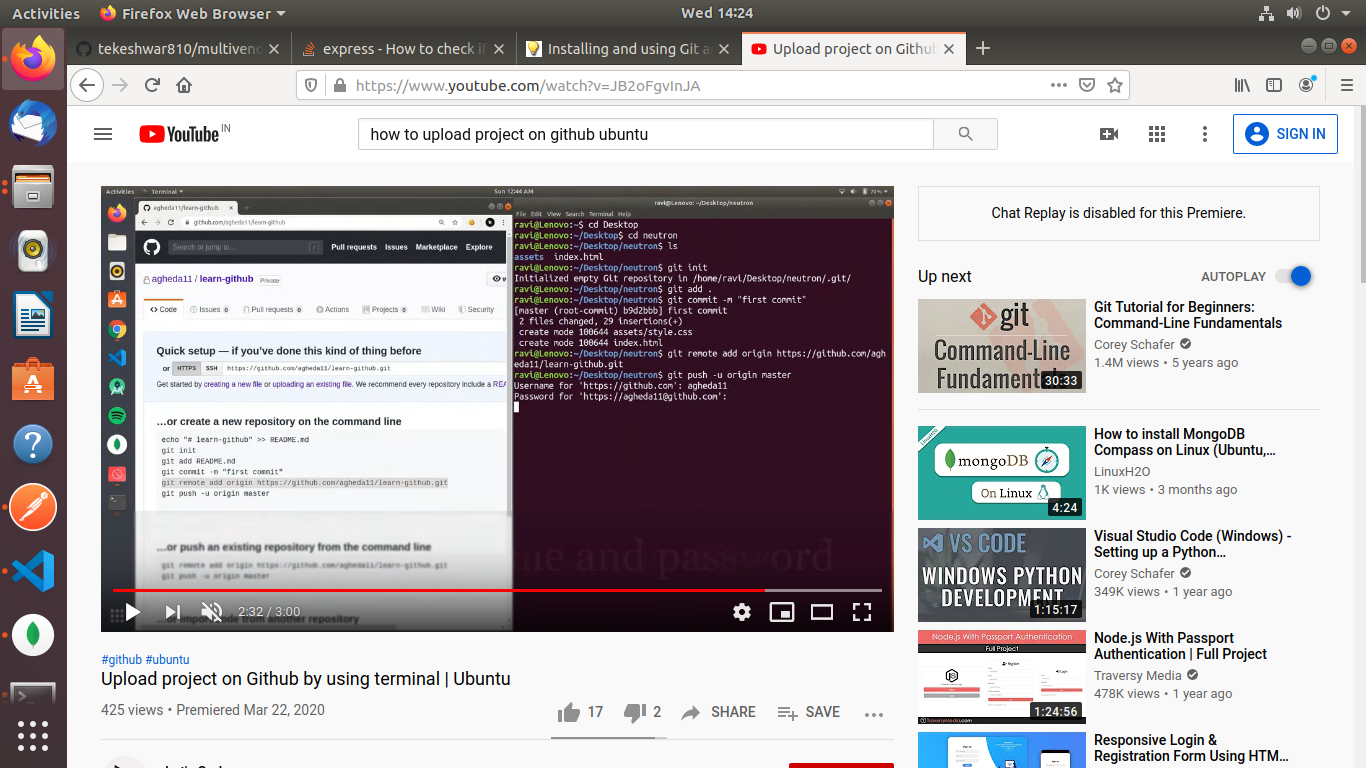 Activities
Firefox Web Browser
Wed 14:24
tekeshwar810/multiveno
express - How to check if
Installing and using Git a
Upload project on Github
https://www.youtube.com/watch?v=JB2oFgvInJA
YouTube IN
how to upload project on github ubuntu
SIGN IN
Activities
Terminal
Sun 12:44 AM
70%
agheda11/learn-github
github.com/agheda11/learn-github
Search or jump to...
Pull requests Issues Marketplace Explore
agheda11 / learn-github Private
Code Issues 0 Pull requests 0 Actions Projects 0 Wiki Security
Quick setup — if you've done this kind of thing before
or HTTPS SSH https://github.com/agheda11/learn-github.git
Get started by creating a new file or uploading an existing file. We recommend every repository include a REA
...or create a new repository on the command line
echo "# learn-github" >> README.md
git init
git add README.md
git commit -m "first commit"
git remote add origin https://github.com/agheda11/learn-github.git
git push -u origin master
...or push an existing repository from the command line
git remote add origin https://github.com/agheda11/learn-github.git
git push -u origin master
...or import code from another repository
ravi@Lenovo: ~/Desktop/neutron
File Edit View Search Terminal Help
ravi@Lenovo:~$ cd Desktop
ravi@Lenovo:~/Desktop$ cd neutron
ravi@Lenovo:~/Desktop/neutron$ ls
assets index.html
ravi@Lenovo:~/Desktop/neutron$ git init
Initialized empty Git repository in /home/ravi/Desktop/neutron/.git/
ravi@Lenovo:~/Desktop/neutron$ git add .
ravi@Lenovo:~/Desktop/neutron$ git commit -m "first commit"
[master (root-commit) b9d2bbb] first commit
2 files changed, 29 insertions(+)
create mode 100644 assets/style.css
create mode 100644 index.html
ravi@Lenovo:~/Desktop/neutron$ git remote add origin https://github.com/agh
eda11/learn-github.git
ravi@Lenovo:~/Desktop/neutron$ git push -u origin master
Username for 'https://github.com': agheda11
Password for 'https://agheda11@github.com':
me and password
2:32 / 3:00
#github #ubuntu
Upload project on Github by using terminal | Ubuntu
425 views • Premiered Mar 22, 2020
17
2
SHARE
SAVE
Chat Replay is disabled for this Premiere.
Up next
AUTOPLAY
git
Command-Line
Fundamentals
30:33
Git Tutorial for Beginners:
Command-Line Fundamentals
Corey Schafer
1.4M views • 5 years ago
LinuxH2O
mongoDB
On Linux
4:24
How to install MongoDB
Compass on Linux (Ubuntu,...
LinuxH2O
1K views • 3 months ago
VS CODE
WINDOWS PYTHON
DEVELOPMENT
1:15:17
Visual Studio Code (Windows) -
Setting up a Python...
Corey Schafer
349K views • 1 year ago
Node.js With Passport Authentication
Full Project
1:24:56
Node.js With Passport
Authentication | Full Project
Traversy Media
478K views • 1 year ago
Responsive Login &
Registration Form Using HTM...